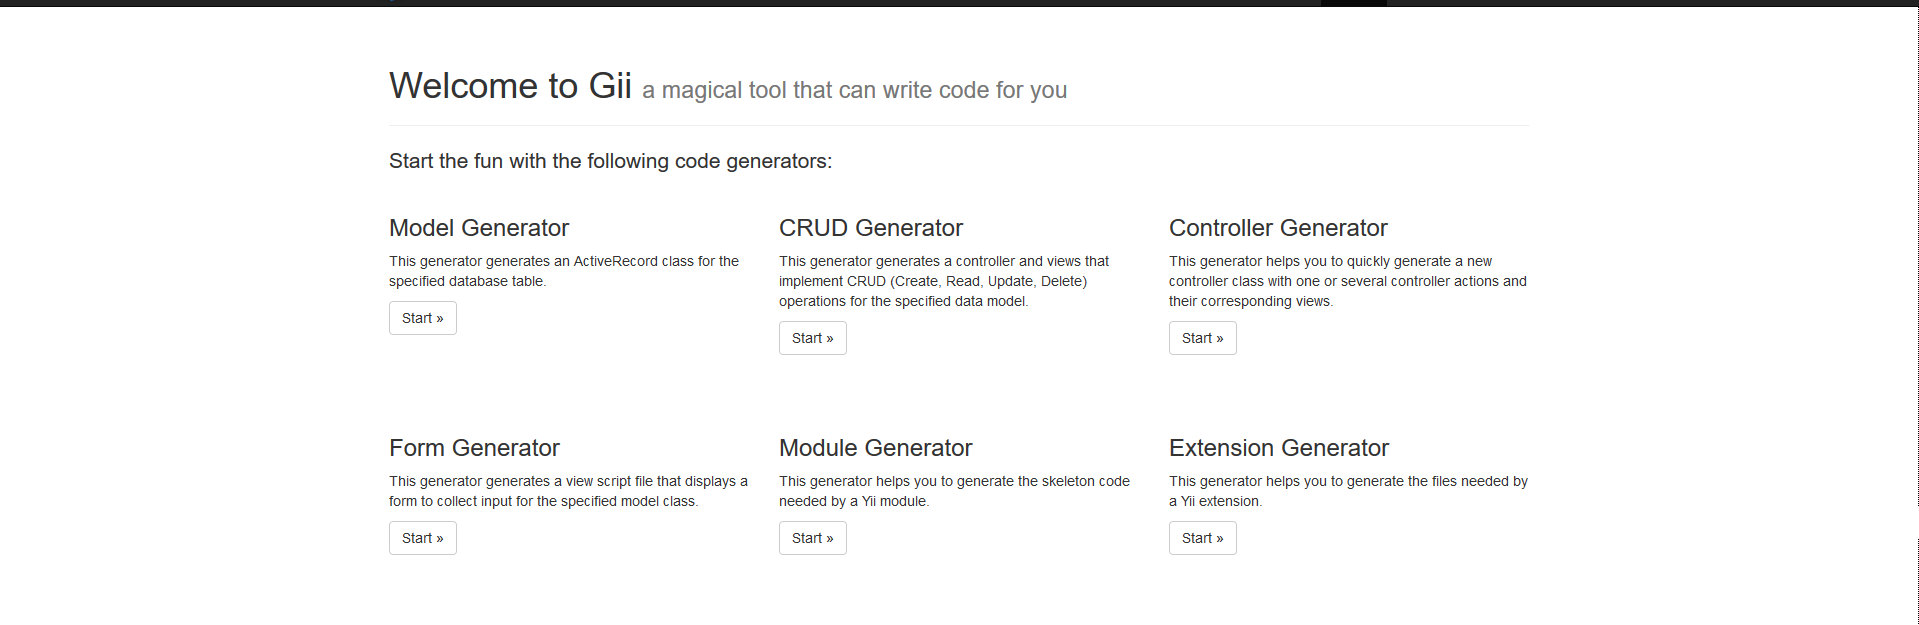 Welcome to Gii a magical tool that can write code for you
Start the fun with the following code generators:
Model Generator
This generator generates an ActiveRecord class for the
specified database table.
Start »
CRUD Generator
This generator generates a controller and views that
implement CRUD (Create, Read, Update, Delete)
operations for the specified data model.
Start »
Controller Generator
This generator helps you to quickly generate a new
controller class with one or several controller actions and
their corresponding views.
Start »
Form Generator
This generator generates a view script file that displays a
form to collect input for the specified model class.
Start »
Module Generator
This generator helps you to generate the skeleton code
needed by a Yii module.
Start »
Extension Generator
This generator helps you to generate the files needed by
a Yii extension.
Start »